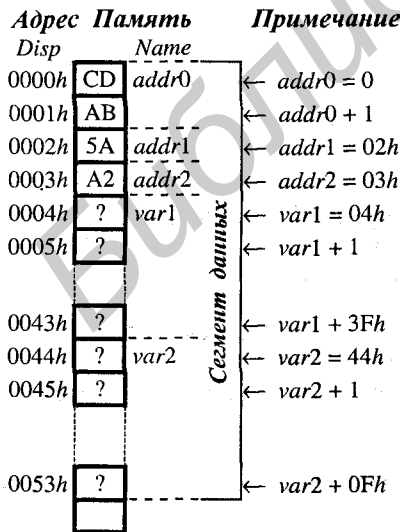 Адрес Память Примечание
Disp Name
0000h CD addr0 ← addr0 = 0
0001h AB ← addr0 + 1
0002h 5A addr1 ← addr1 = 02h
0003h A2 addr2 ← addr2 = 03h
0004h ? var1 ← var1 = 04h
0005h ? ← var1 + 1
0043h ? ← var1 + 3Fh
0044h ? var2 ← var2 = 44h
0045h ? ← var2 + 1
0053h ? ← var2 + 0Fh
Сегмент данных
Библио